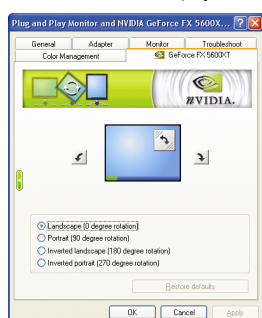 Plug and Play Monitor and NVIDIA GeForce FX 5600X...
General Adapter Monitor Troubleshoot
Color Management GeForce FX 5600XT
NVIDIA.
Landscape (0 degree rotation)
Portrait (90 degree rotation)
Inverted landscape (180 degree rotation)
Inverted portrait (270 degree rotation)
Restore defaults
OK Cancel Apply